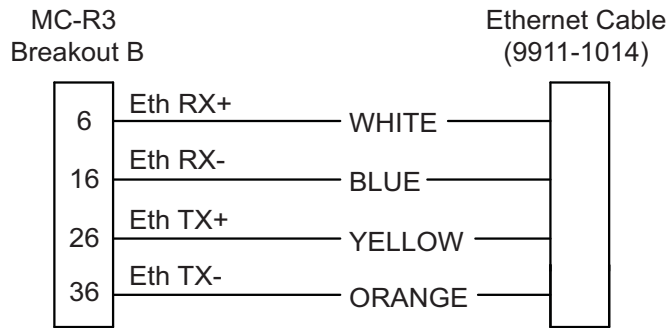 MC-R3
Breakout B
Ethernet Cable
(9911-1014)
6 Eth RX+ WHITE
16 Eth RX- BLUE
26 Eth TX+ YELLOW
36 Eth TX- ORANGE